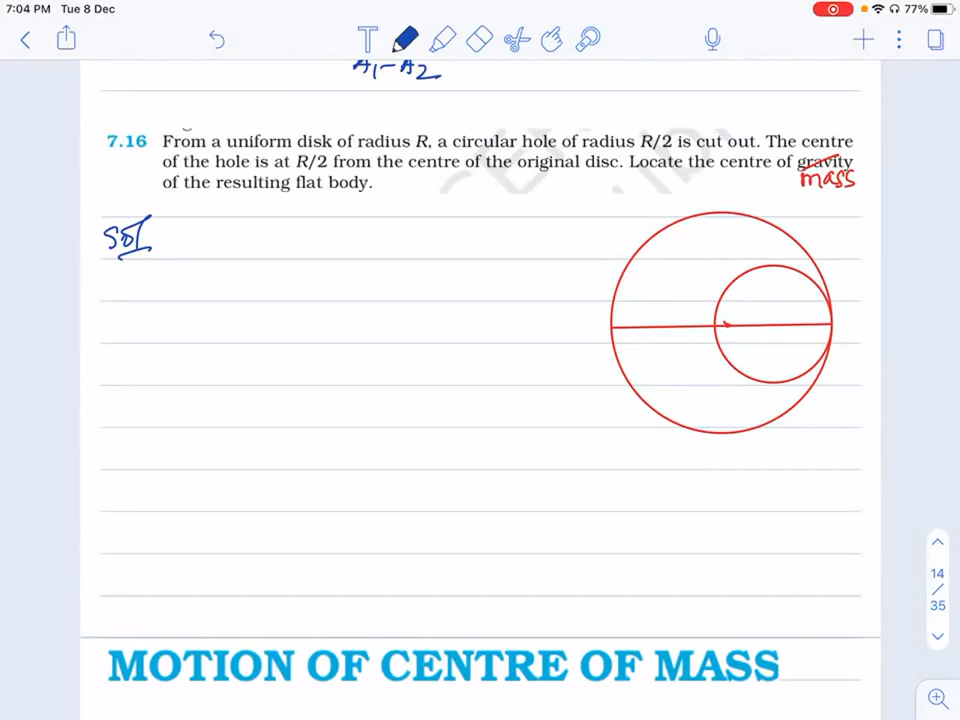 7:04 PM Tue 8 Dec
77%
A1-A2
7.16 From a uniform disk of radius R, a circular hole of radius R/2 is cut out. The centre
of the hole is at R/2 from the centre of the original disc. Locate the centre of gravity
mass
of the resulting flat body.
Sol
14
/
35
MOTION OF CENTRE OF MASS